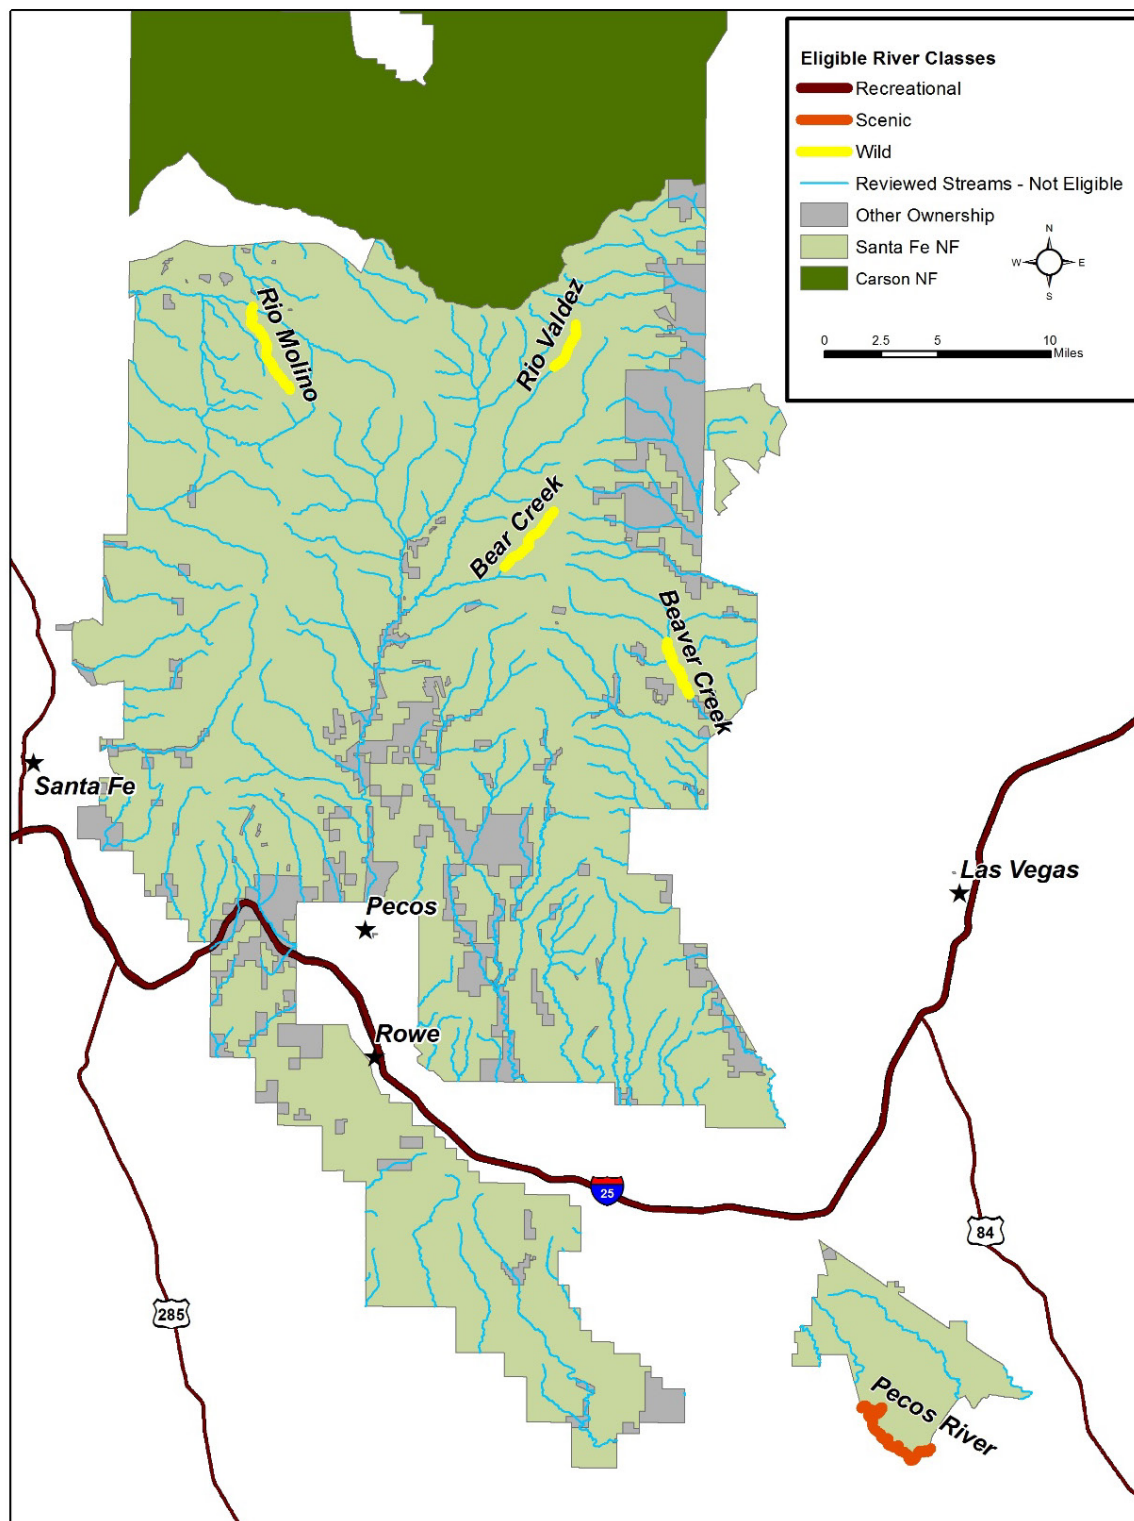 Eligible River Classes
Recreational
Scenic
Wild
Reviewed Streams - Not Eligible
Other Ownership
Santa Fe NF
Carson NF
N
W
E
S
0
2.5
5
10
Miles
Rio Molino
Rio Valdez
Bear Creek
Beaver Creek
Santa Fe
Las Vegas
Pecos
Rowe
25
84
285
Pecos River